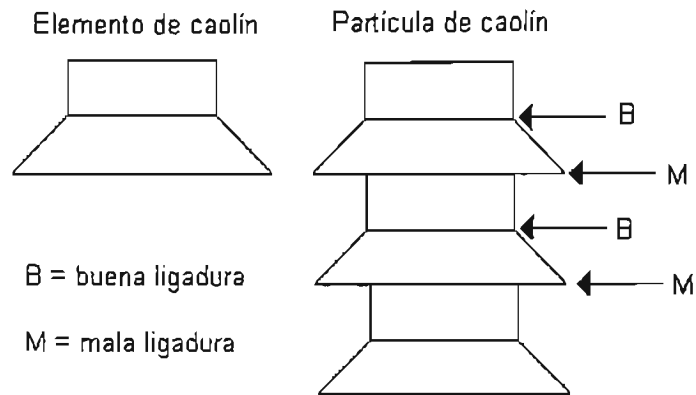 Elemento de caolín
Partícula de caolín
B
M
B
M
B = buena ligadura
M = mala ligadura